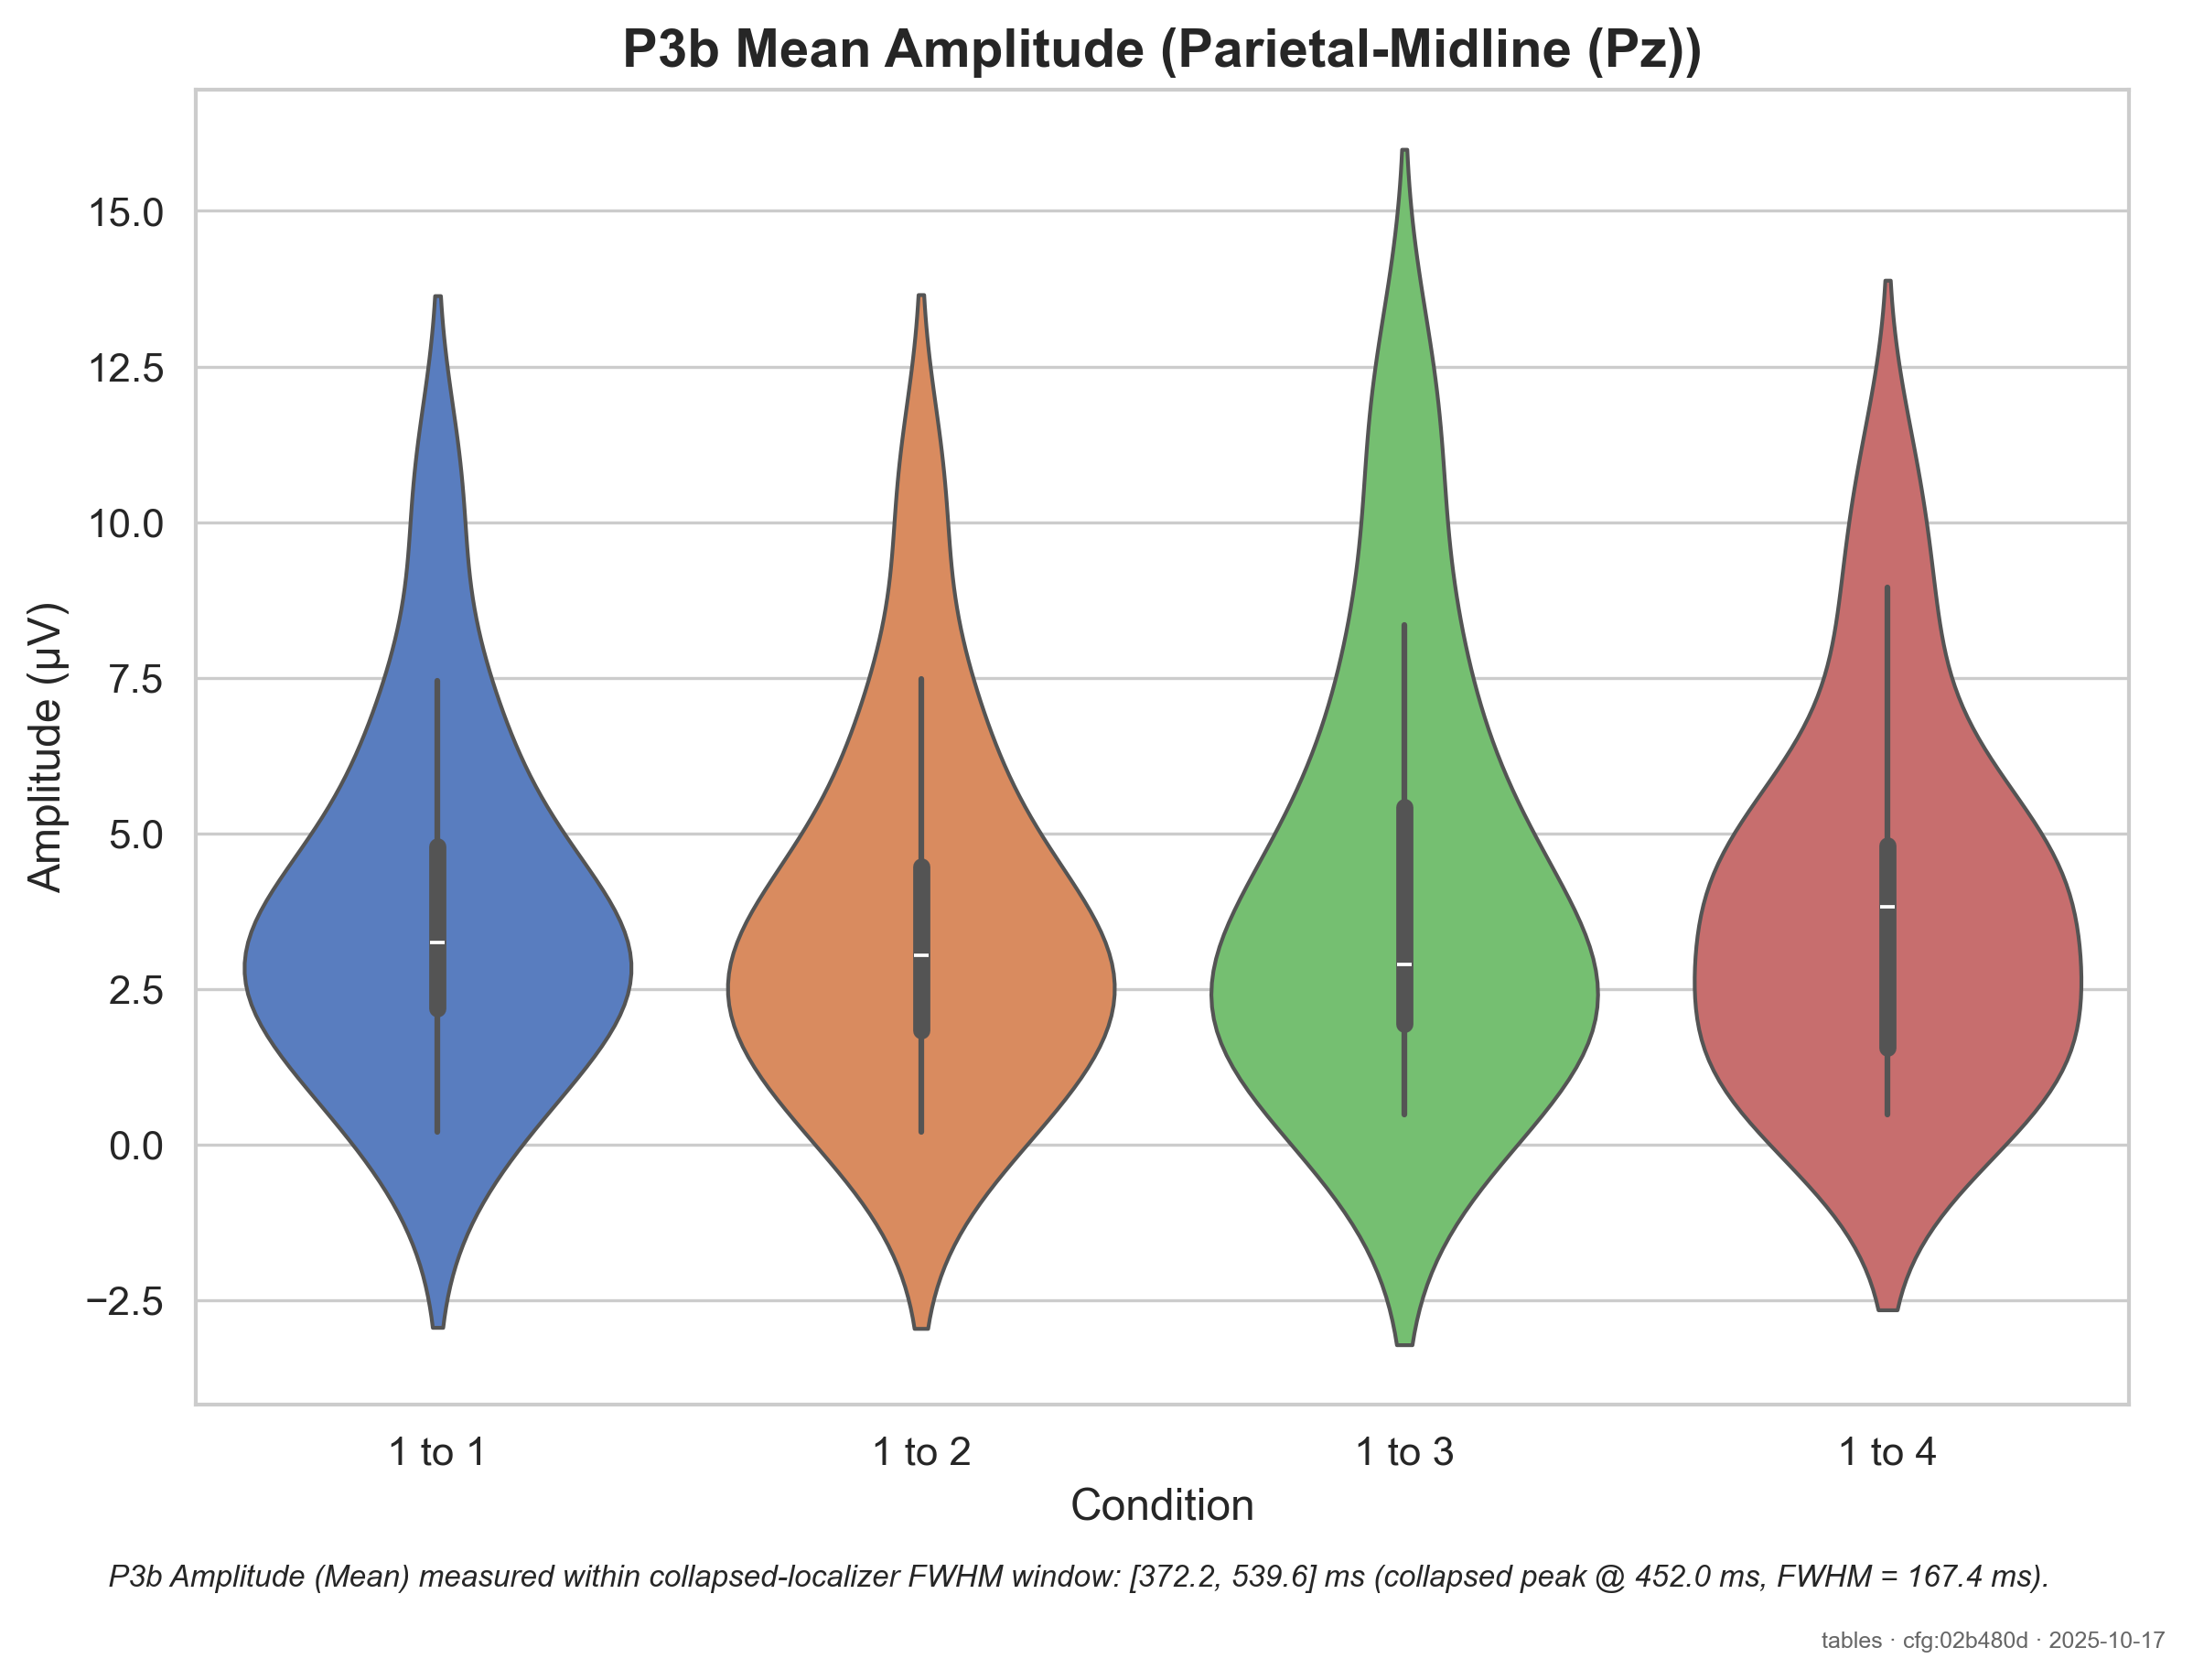 P3b Mean Amplitude (Parietal-Midline (Pz))
Amplitude (µV)
15.0
12.5
10.0
7.5
5.0
2.5
0.0
−2.5
1 to 1
1 to 2
1 to 3
1 to 4
Condition
P3b Amplitude (Mean) measured within collapsed-localizer FWHM window: [372.2, 539.6] ms (collapsed peak @ 452.0 ms, FWHM = 167.4 ms).
tables · cfg:02b480d · 2025-10-17